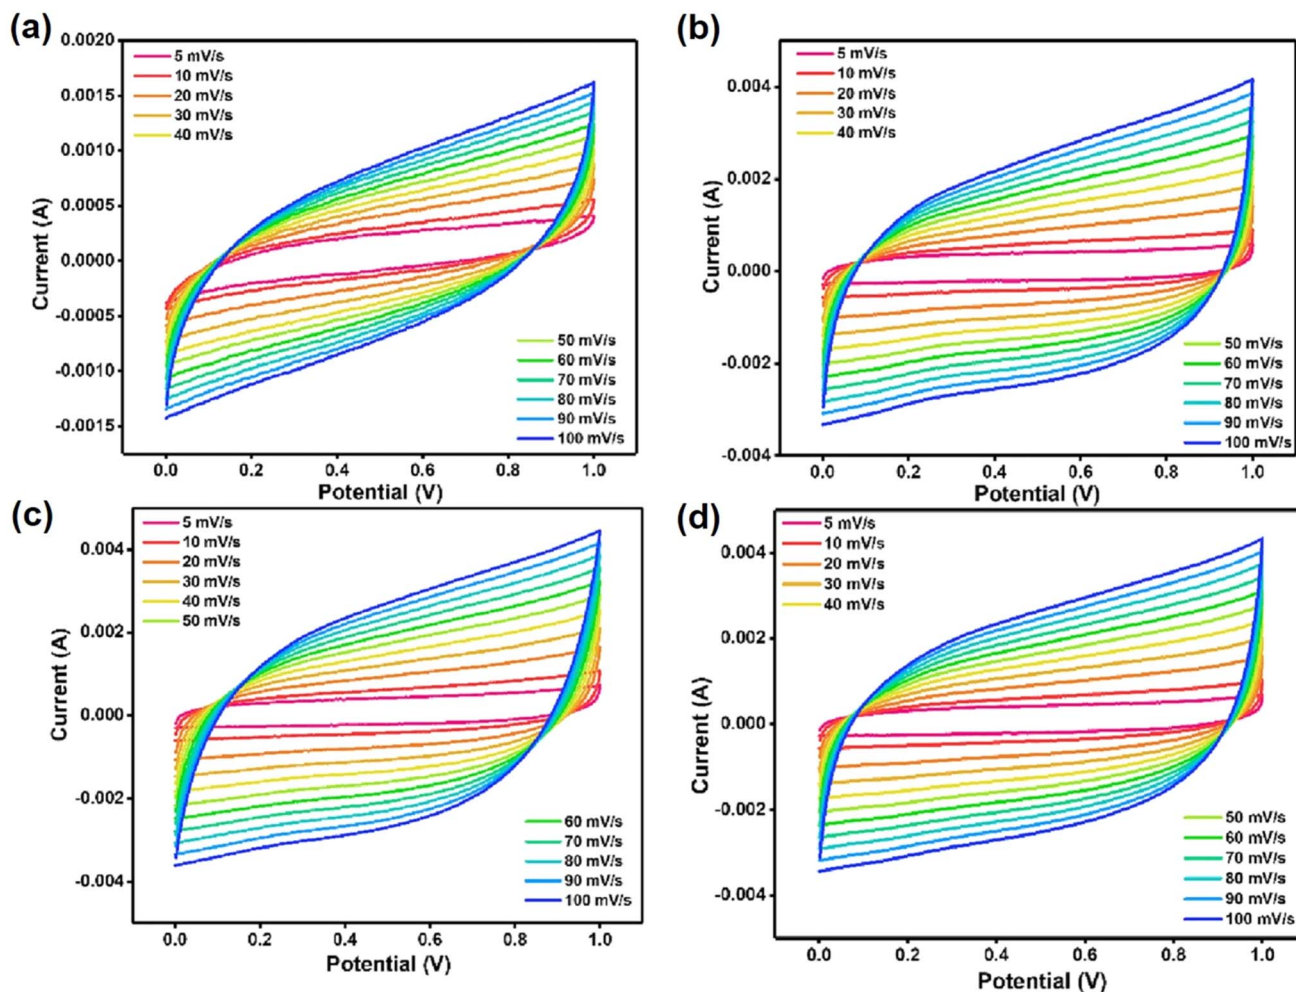 (a)
0.0020
0.0015
0.0010
0.0005
0.0000
-0.0005
-0.0010
-0.0015
Current (A)
5 mV/s
10 mV/s
20 mV/s
30 mV/s
40 mV/s
50 mV/s
60 mV/s
70 mV/s
80 mV/s
90 mV/s
100 mV/s
0.0 0.2 0.4 0.6 0.8 1.0
Potential (V)
(b)
0.004
0.002
0.000
-0.002
-0.004
Current (A)
5 mV/s
10 mV/s
20 mV/s
30 mV/s
40 mV/s
50 mV/s
60 mV/s
70 mV/s
80 mV/s
90 mV/s
100 mV/s
0.0 0.2 0.4 0.6 0.8 1.0
Potential (V)
(c)
0.004
0.002
0.000
-0.002
-0.004
Current (A)
5 mV/s
10 mV/s
20 mV/s
30 mV/s
40 mV/s
50 mV/s
60 mV/s
70 mV/s
80 mV/s
90 mV/s
100 mV/s
0.0 0.2 0.4 0.6 0.8 1.0
Potential (V)
(d)
0.004
0.002
0.000
-0.002
-0.004
Current (A)
5 mV/s
10 mV/s
20 mV/s
30 mV/s
40 mV/s
50 mV/s
60 mV/s
70 mV/s
80 mV/s
90 mV/s
100 mV/s
0.0 0.2 0.4 0.6 0.8 1.0
Potential (V)